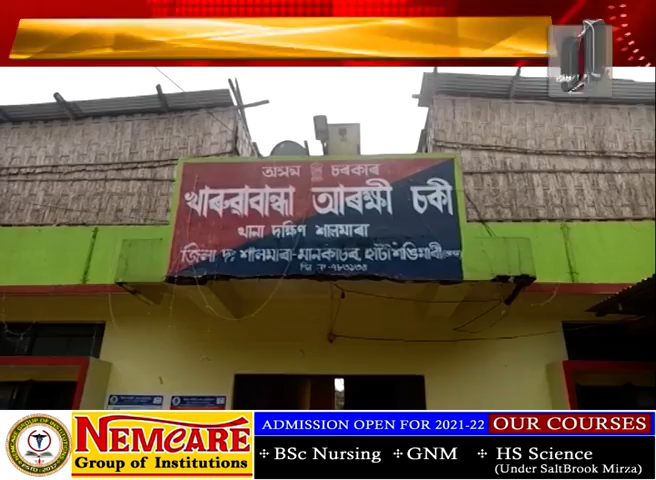 অসম চৰকাৰ
খাৰুৱাবান্ধা আৰক্ষী চকী
থানা দক্ষিণ শালমাৰা
জিলা দঃ শালমাৰা-মানকাচৰ, হাটশিঙিমাৰী
NEMCARE
Group of Institutions
ADMISSION OPEN FOR 2021-22 OUR COURSES
BSc Nursing GNM HS Science
(Under SaltBrook Mirza)